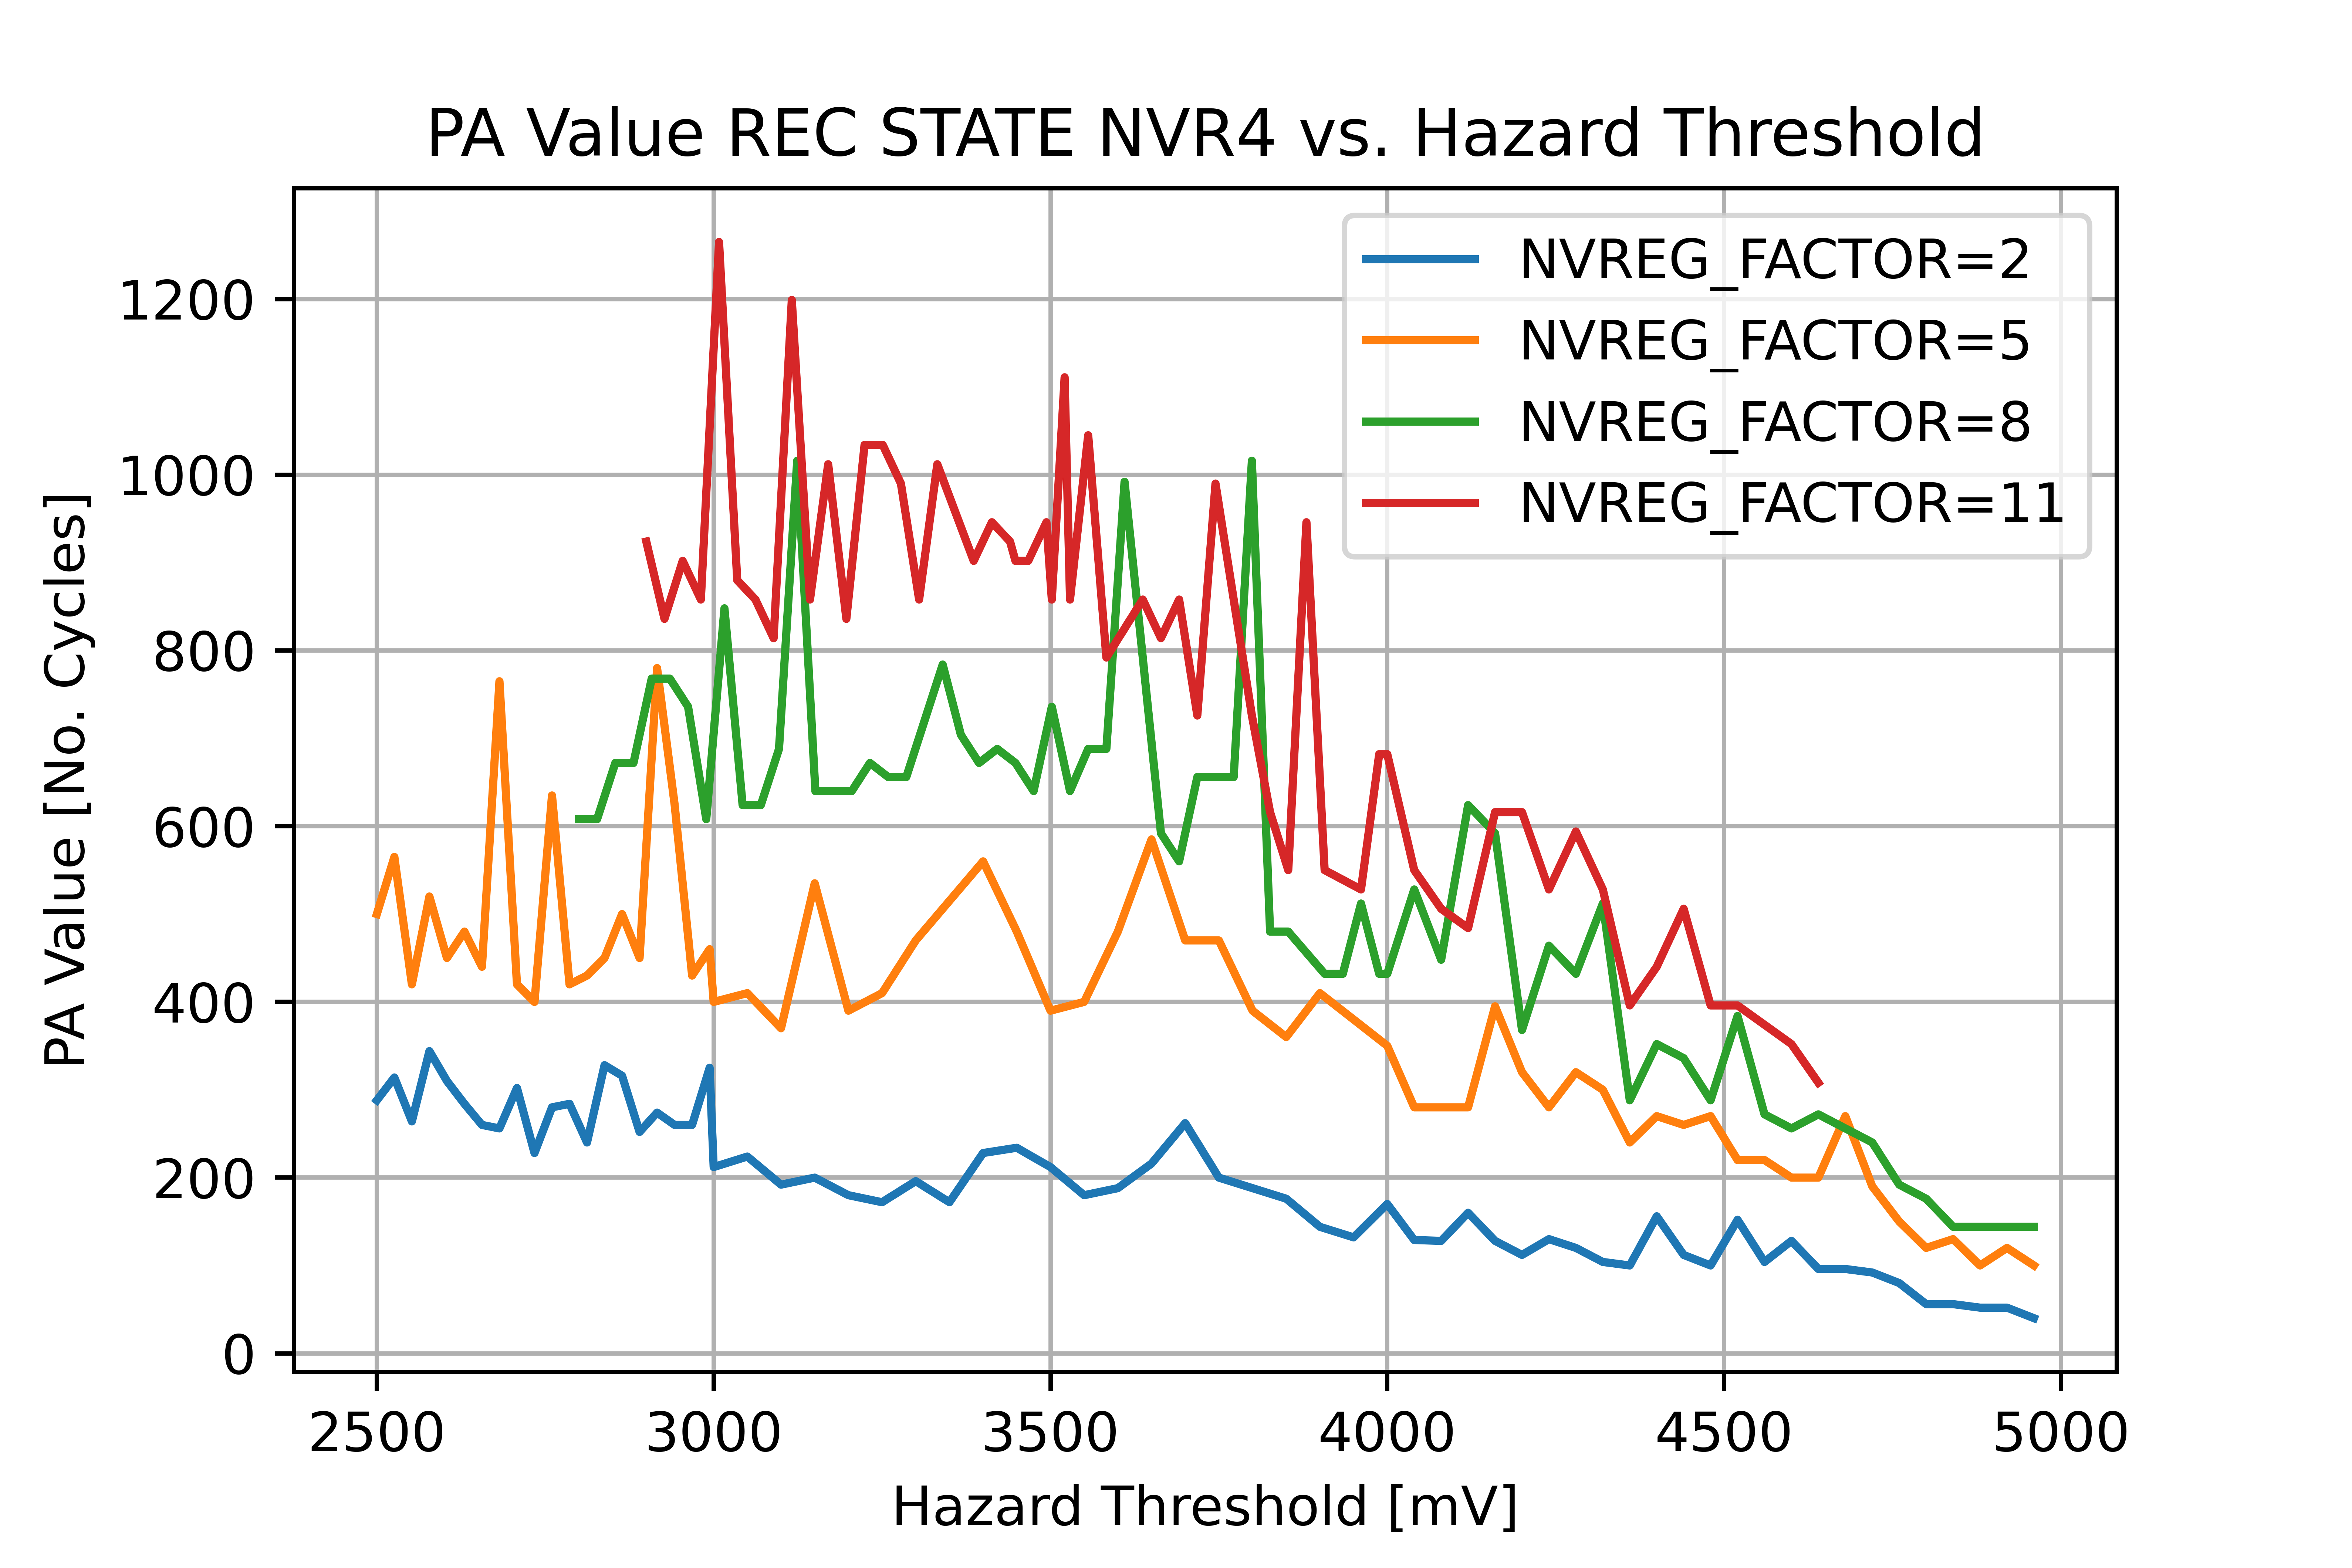 PA Value REC STATE NVR4 vs. Hazard Threshold
NVREG_FACTOR=2
NVREG_FACTOR=5
NVREG_FACTOR=8
NVREG_FACTOR=11
PA Value [No. Cycles]
1200
1000
800
600
400
200
0
2500 3000 3500 4000 4500 5000
Hazard Threshold [mV]